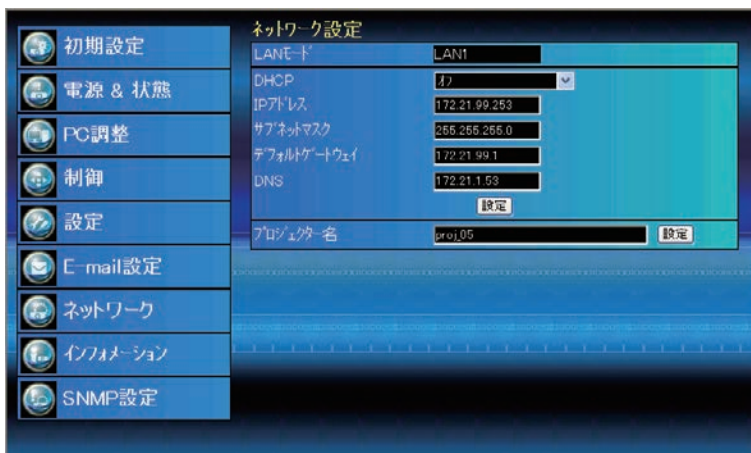 初期設定
電源 & 状態
PC調整
制御
設定
E-mail設定
ネットワーク
インフォメーション
SNMP設定
ネットワーク設定
LANモード LAN1
DHCP オフ
IPアドレス 172.21.99.253
サブネットマスク 255.255.255.0
デフォルトゲートウェイ 172.21.99.1
DNS 172.21.1.53
設定
プロジェクター名 proj_05 設定